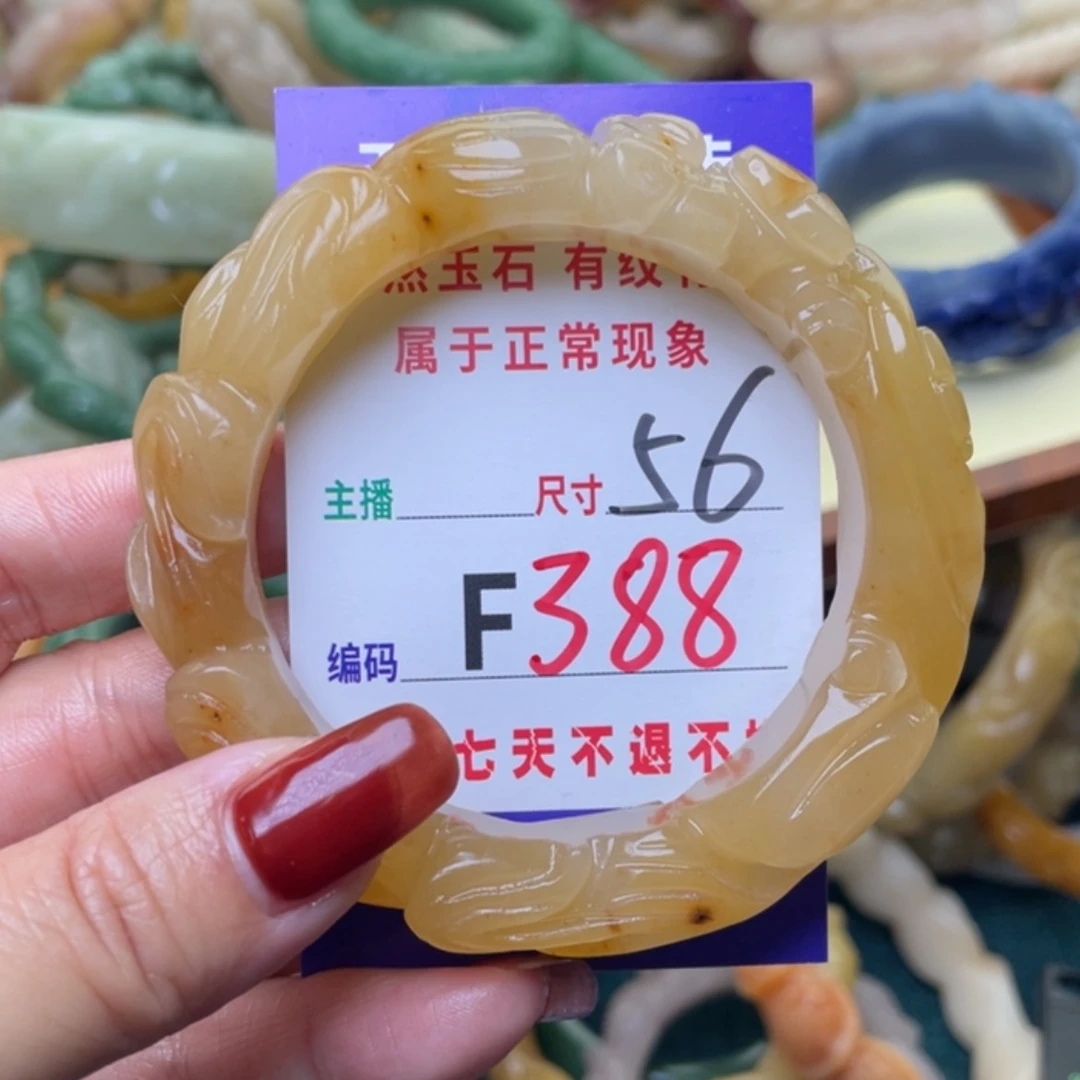 然玉石 有纹
属于正常现象
主播 尺寸 56
编码 F388
七天不退不